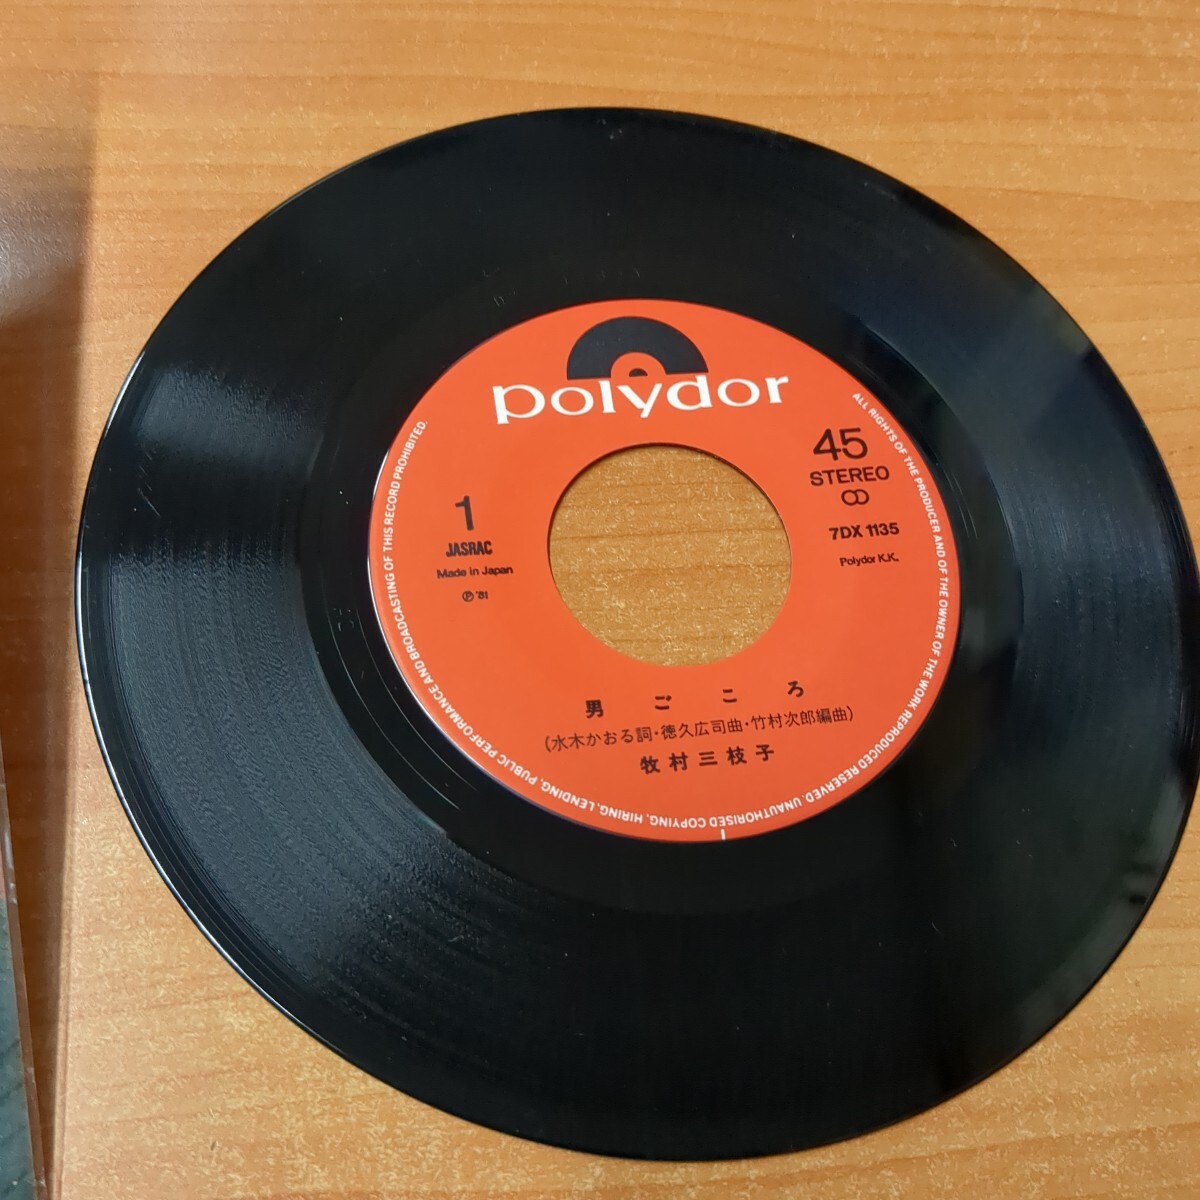 polydor
45
STEREO
7DX 1135
Polydor K.K.
1
JASRAC
Made in Japan
Ⓟ '81
男ごころ
(水木かおる詞・徳久広司曲・竹村次郎編曲)
牧村三枝子
ALL RIGHTS OF THE PRODUCER AND OF THE OWNER OF THE WORK REPRODUCED RESERVED. UNAUTHORISED COPYING, HIRING, LENDING, PUBLIC PERFORMANCE AND BROADCASTING OF THIS RECORD PROHIBITED.